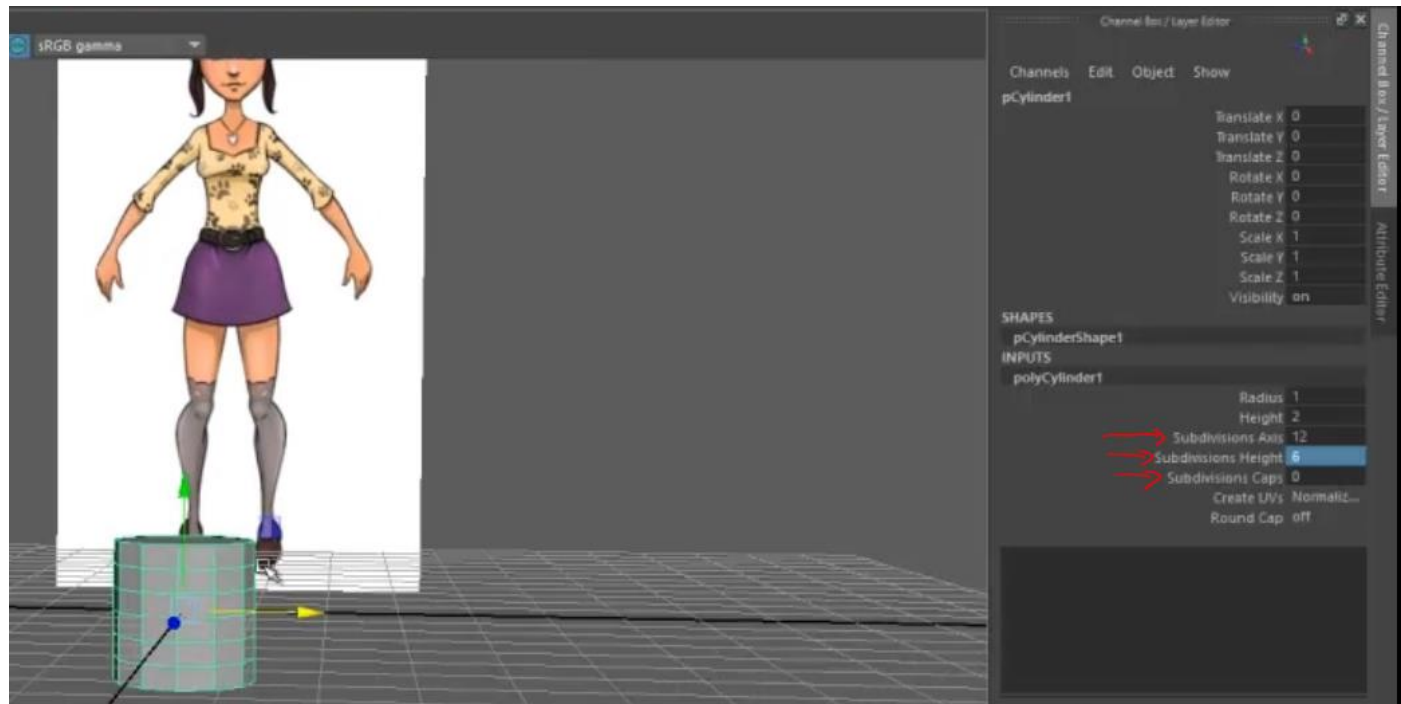 sRGB gamma
Channel Box / Layer Editor
Channels Edit Object Show
pCylinder1
Translate X 0
Translate Y 0
Translate Z 0
Rotate X 0
Rotate Y 0
Rotate Z 0
Scale X 1
Scale Y 1
Scale Z 1
Visibility on
SHAPES
pCylinderShape1
INPUTS
polyCylinder1
Radius 1
Height 2
Subdivisions Axis 12
Subdivisions Height 6
Subdivisions Caps 0
Create UVs Normaliz...
Round Cap off
Channel Box / Layer Editor
Attribute Editor